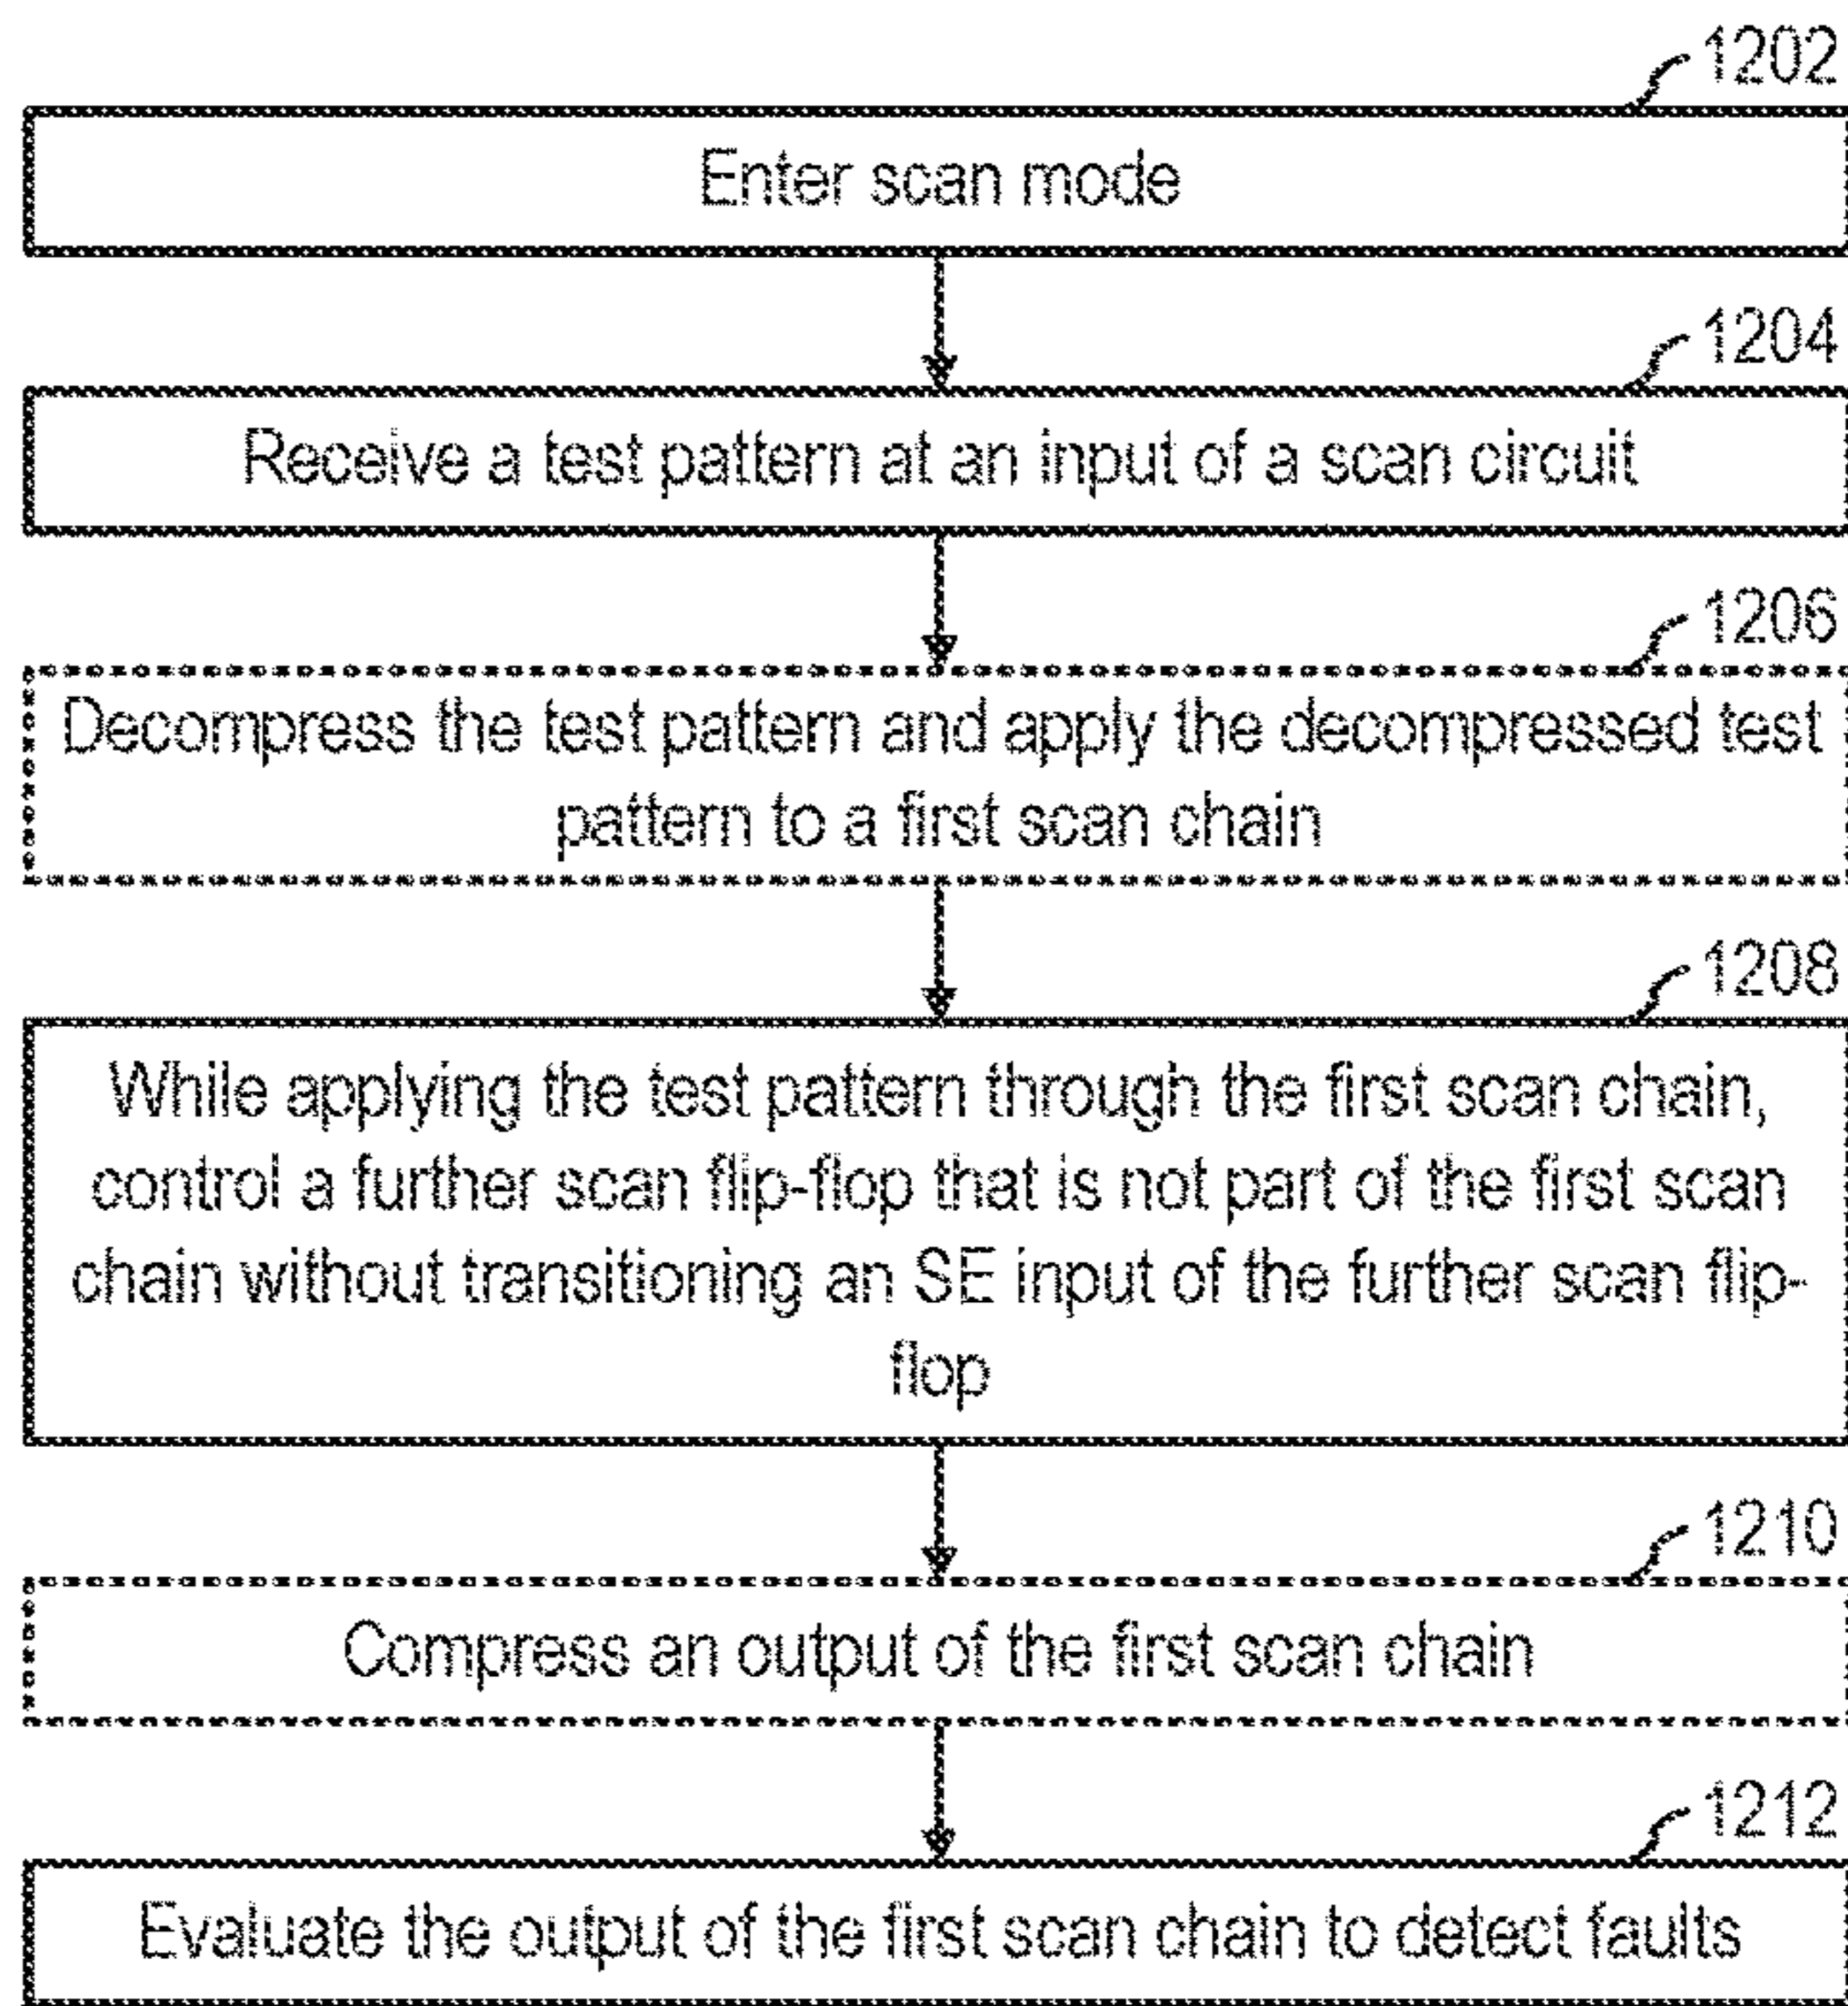 1202
Enter scan mode
1204
Receive a test pattern at an input of a scan circuit
1206
Decompress the test pattern and apply the decompressed test
pattern to a first scan chain
1208
While applying the test pattern through the first scan chain,
control a further scan flip-flop that is not part of the first scan
chain without transitioning an SE input of the further scan flip-
flop
1210
Compress an output of the first scan chain
1212
Evaluate the output of the first scan chain to detect faults